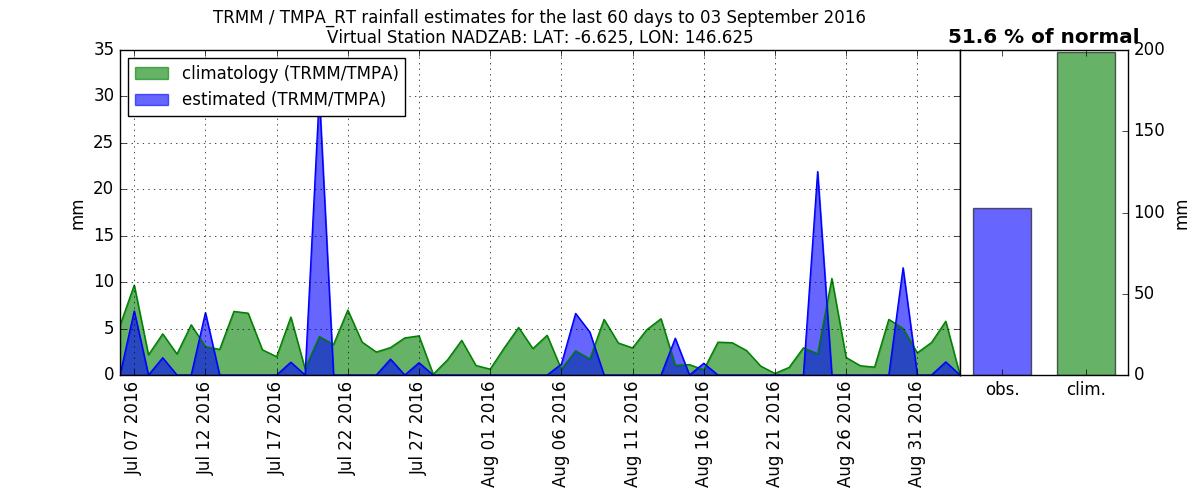 TRMM / TMPA_RT rainfall estimates for the last 60 days to 03 September 2016
Virtual Station NADZAB: LAT: -6.625, LON: 146.625
51.6 % of normal
climatology (TRMM/TMPA)
estimated (TRMM/TMPA)
mm
35
30
25
20
15
10
5
0
Jul 07 2016
Jul 12 2016
Jul 17 2016
Jul 22 2016
Jul 27 2016
Aug 01 2016
Aug 06 2016
Aug 11 2016
Aug 16 2016
Aug 21 2016
Aug 26 2016
Aug 31 2016
obs.
clim.
200
150
100
50
0
mm